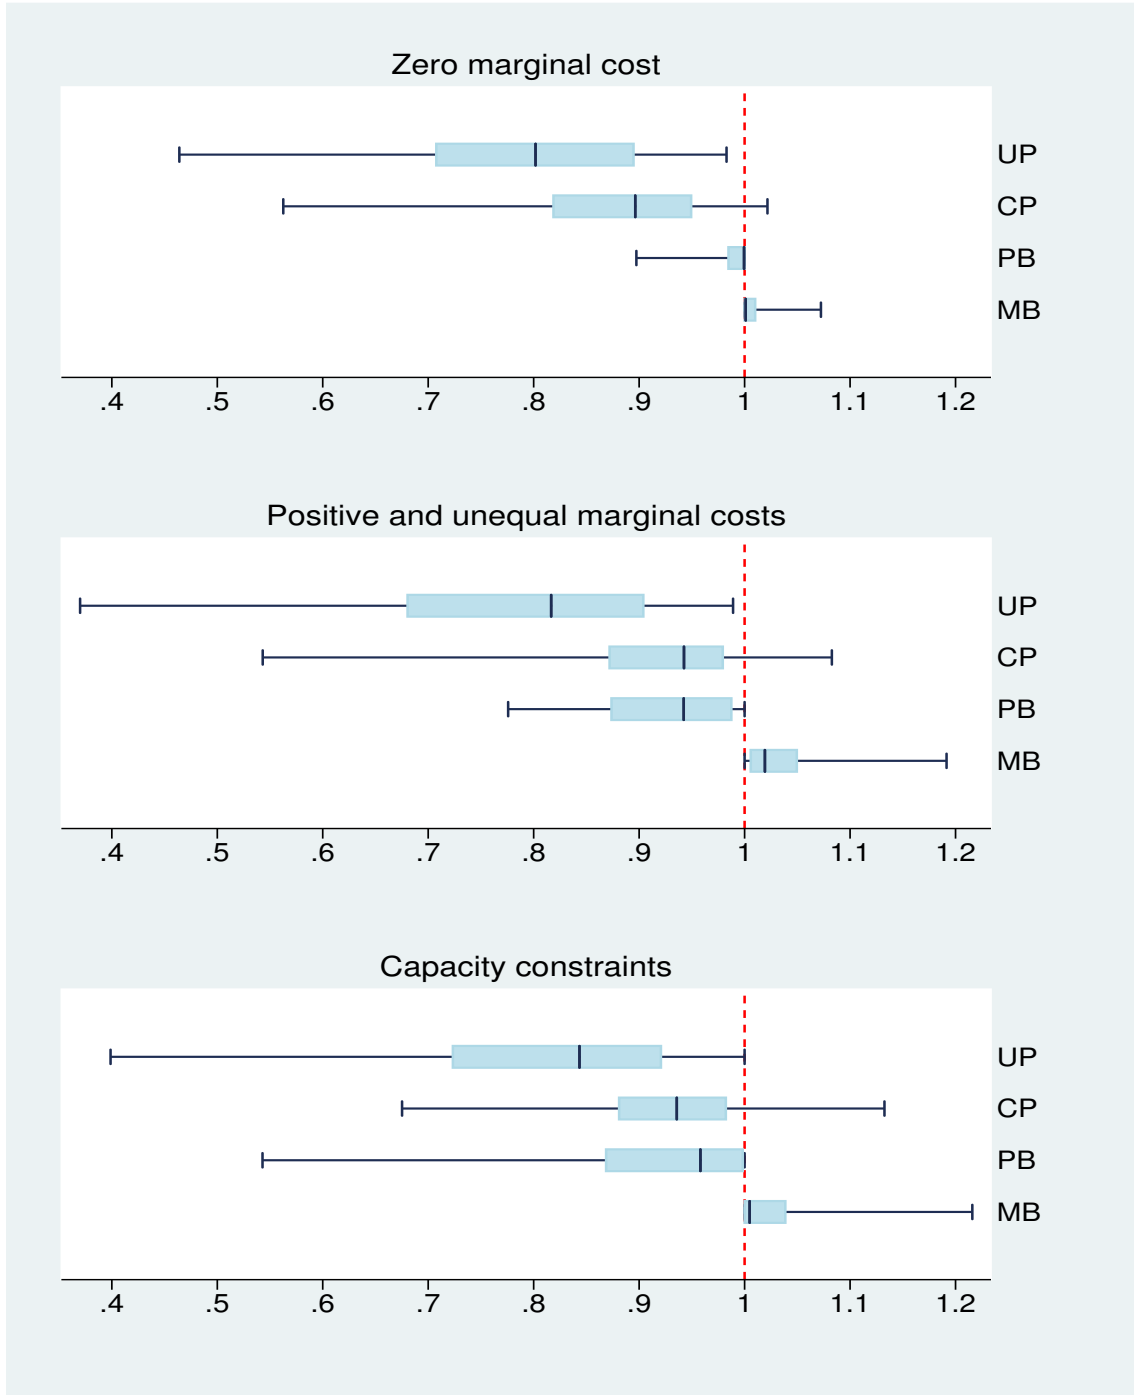 Zero marginal cost
UP
CP
PB
MB
.4 .5 .6 .7 .8 .9 1 1.1 1.2
Positive and unequal marginal costs
UP
CP
PB
MB
.4 .5 .6 .7 .8 .9 1 1.1 1.2
Capacity constraints
UP
CP
PB
MB
.4 .5 .6 .7 .8 .9 1 1.1 1.2